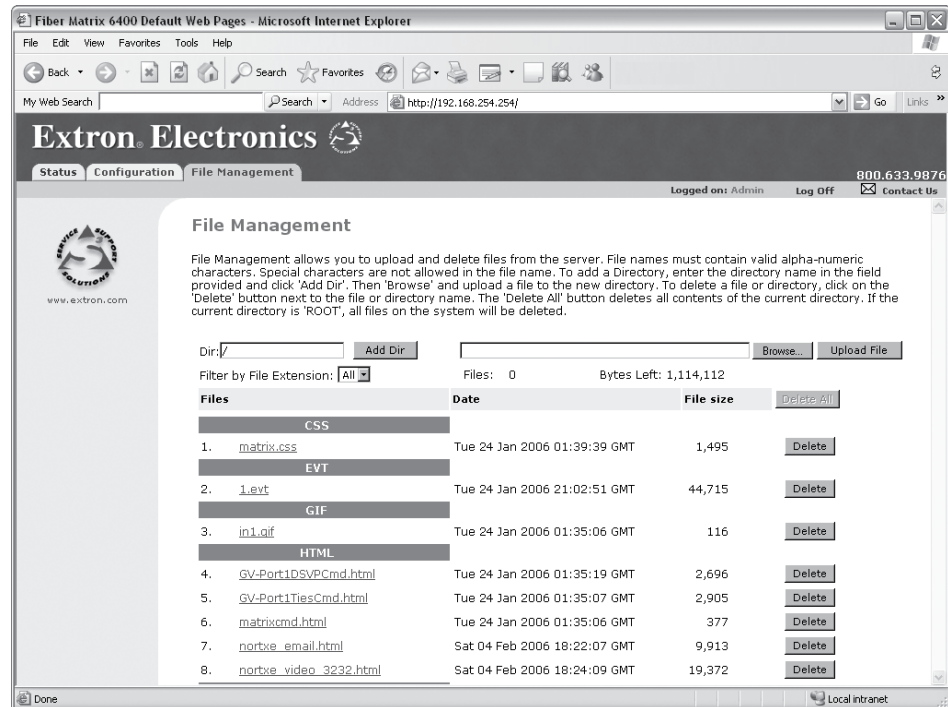 Fiber Matrix 6400 Default Web Pages - Microsoft Internet Explorer
File Edit View Favorites Tools Help
Back Search Favorites
My Web Search Search Address http://192.168.254.254/ Go Links »
Extron® Electronics
Status Configuration File Management 800.633.9876
Logged on: Admin Log Off Contact Us
SERVICE SUPPORT SOLUTIONS
www.extron.com
File Management
File Management allows you to upload and delete files from the server. File names must contain valid alpha-numeric
characters. Special characters are not allowed in the file name. To add a Directory, enter the directory name in the field
provided and click 'Add Dir'. Then 'Browse' and upload a file to the new directory. To delete a file or directory, click on the
'Delete' button next to the file or directory name. The 'Delete All' button deletes all contents of the current directory. If the
current directory is 'ROOT', all files on the system will be deleted.
Dir: / Add Dir Browse... Upload File
Filter by File Extension: All Files: 0 Bytes Left: 1,114,112
Files Date File size Delete All
CSS
1. matrix.css Tue 24 Jan 2006 01:39:39 GMT 1,495 Delete
EVT
2. 1.evt Tue 24 Jan 2006 21:02:51 GMT 44,715 Delete
GIF
3. in1.gif Tue 24 Jan 2006 01:35:06 GMT 116 Delete
HTML
4. GV-Port1DSVPCmd.html Tue 24 Jan 2006 01:35:19 GMT 2,696 Delete
5. GV-Port1TiesCmd.html Tue 24 Jan 2006 01:35:07 GMT 2,905 Delete
6. matrixcmd.html Tue 24 Jan 2006 01:35:06 GMT 377 Delete
7. nortxe_email.html Sat 04 Feb 2006 18:22:07 GMT 9,913 Delete
8. nortxe_video_3232.html Sat 04 Feb 2006 18:24:09 GMT 19,372 Delete
Done Local intranet